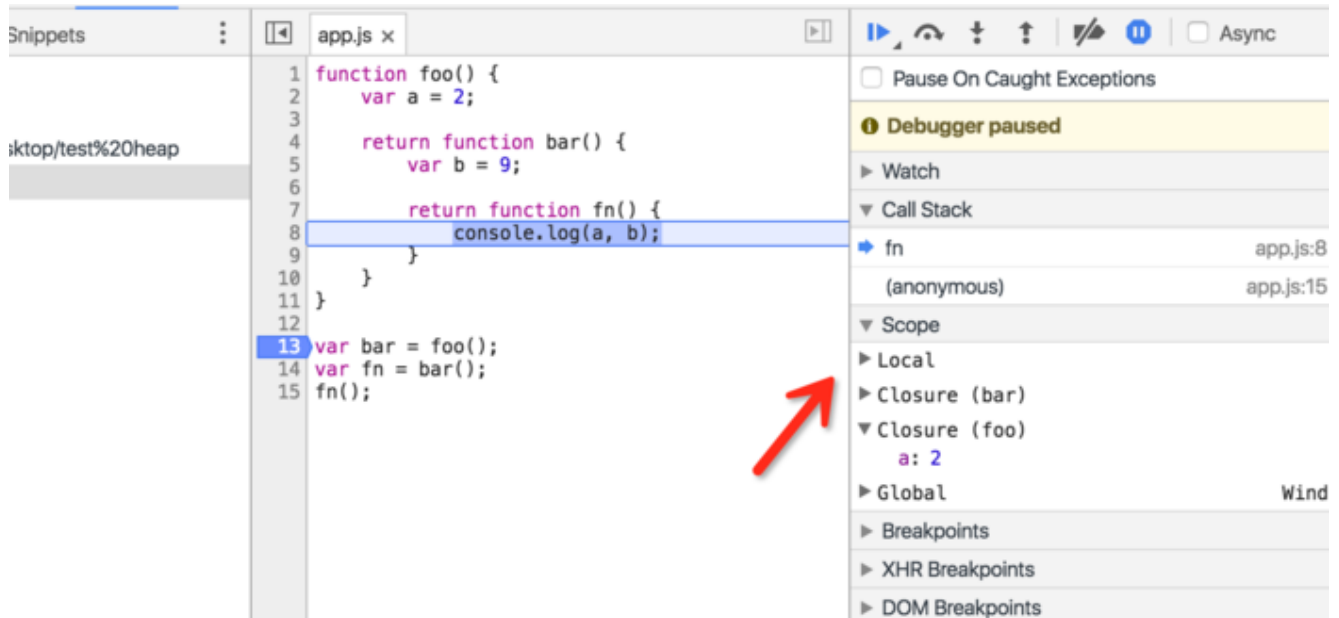 Snippets
sktop/test%20heap
app.js ×
1 function foo() {
2     var a = 2;
3
4     return function bar() {
5         var b = 9;
6
7         return function fn() {
8             console.log(a, b);
9         }
10     }
11 }
12
13 var bar = foo();
14 var fn = bar();
15 fn();
Async
Pause On Caught Exceptions
Debugger paused
Watch
Call Stack
fn app.js:8
(anonymous) app.js:15
Scope
Local
Closure (bar)
Closure (foo)
a: 2
Global Wind
Breakpoints
XHR Breakpoints
DOM Breakpoints